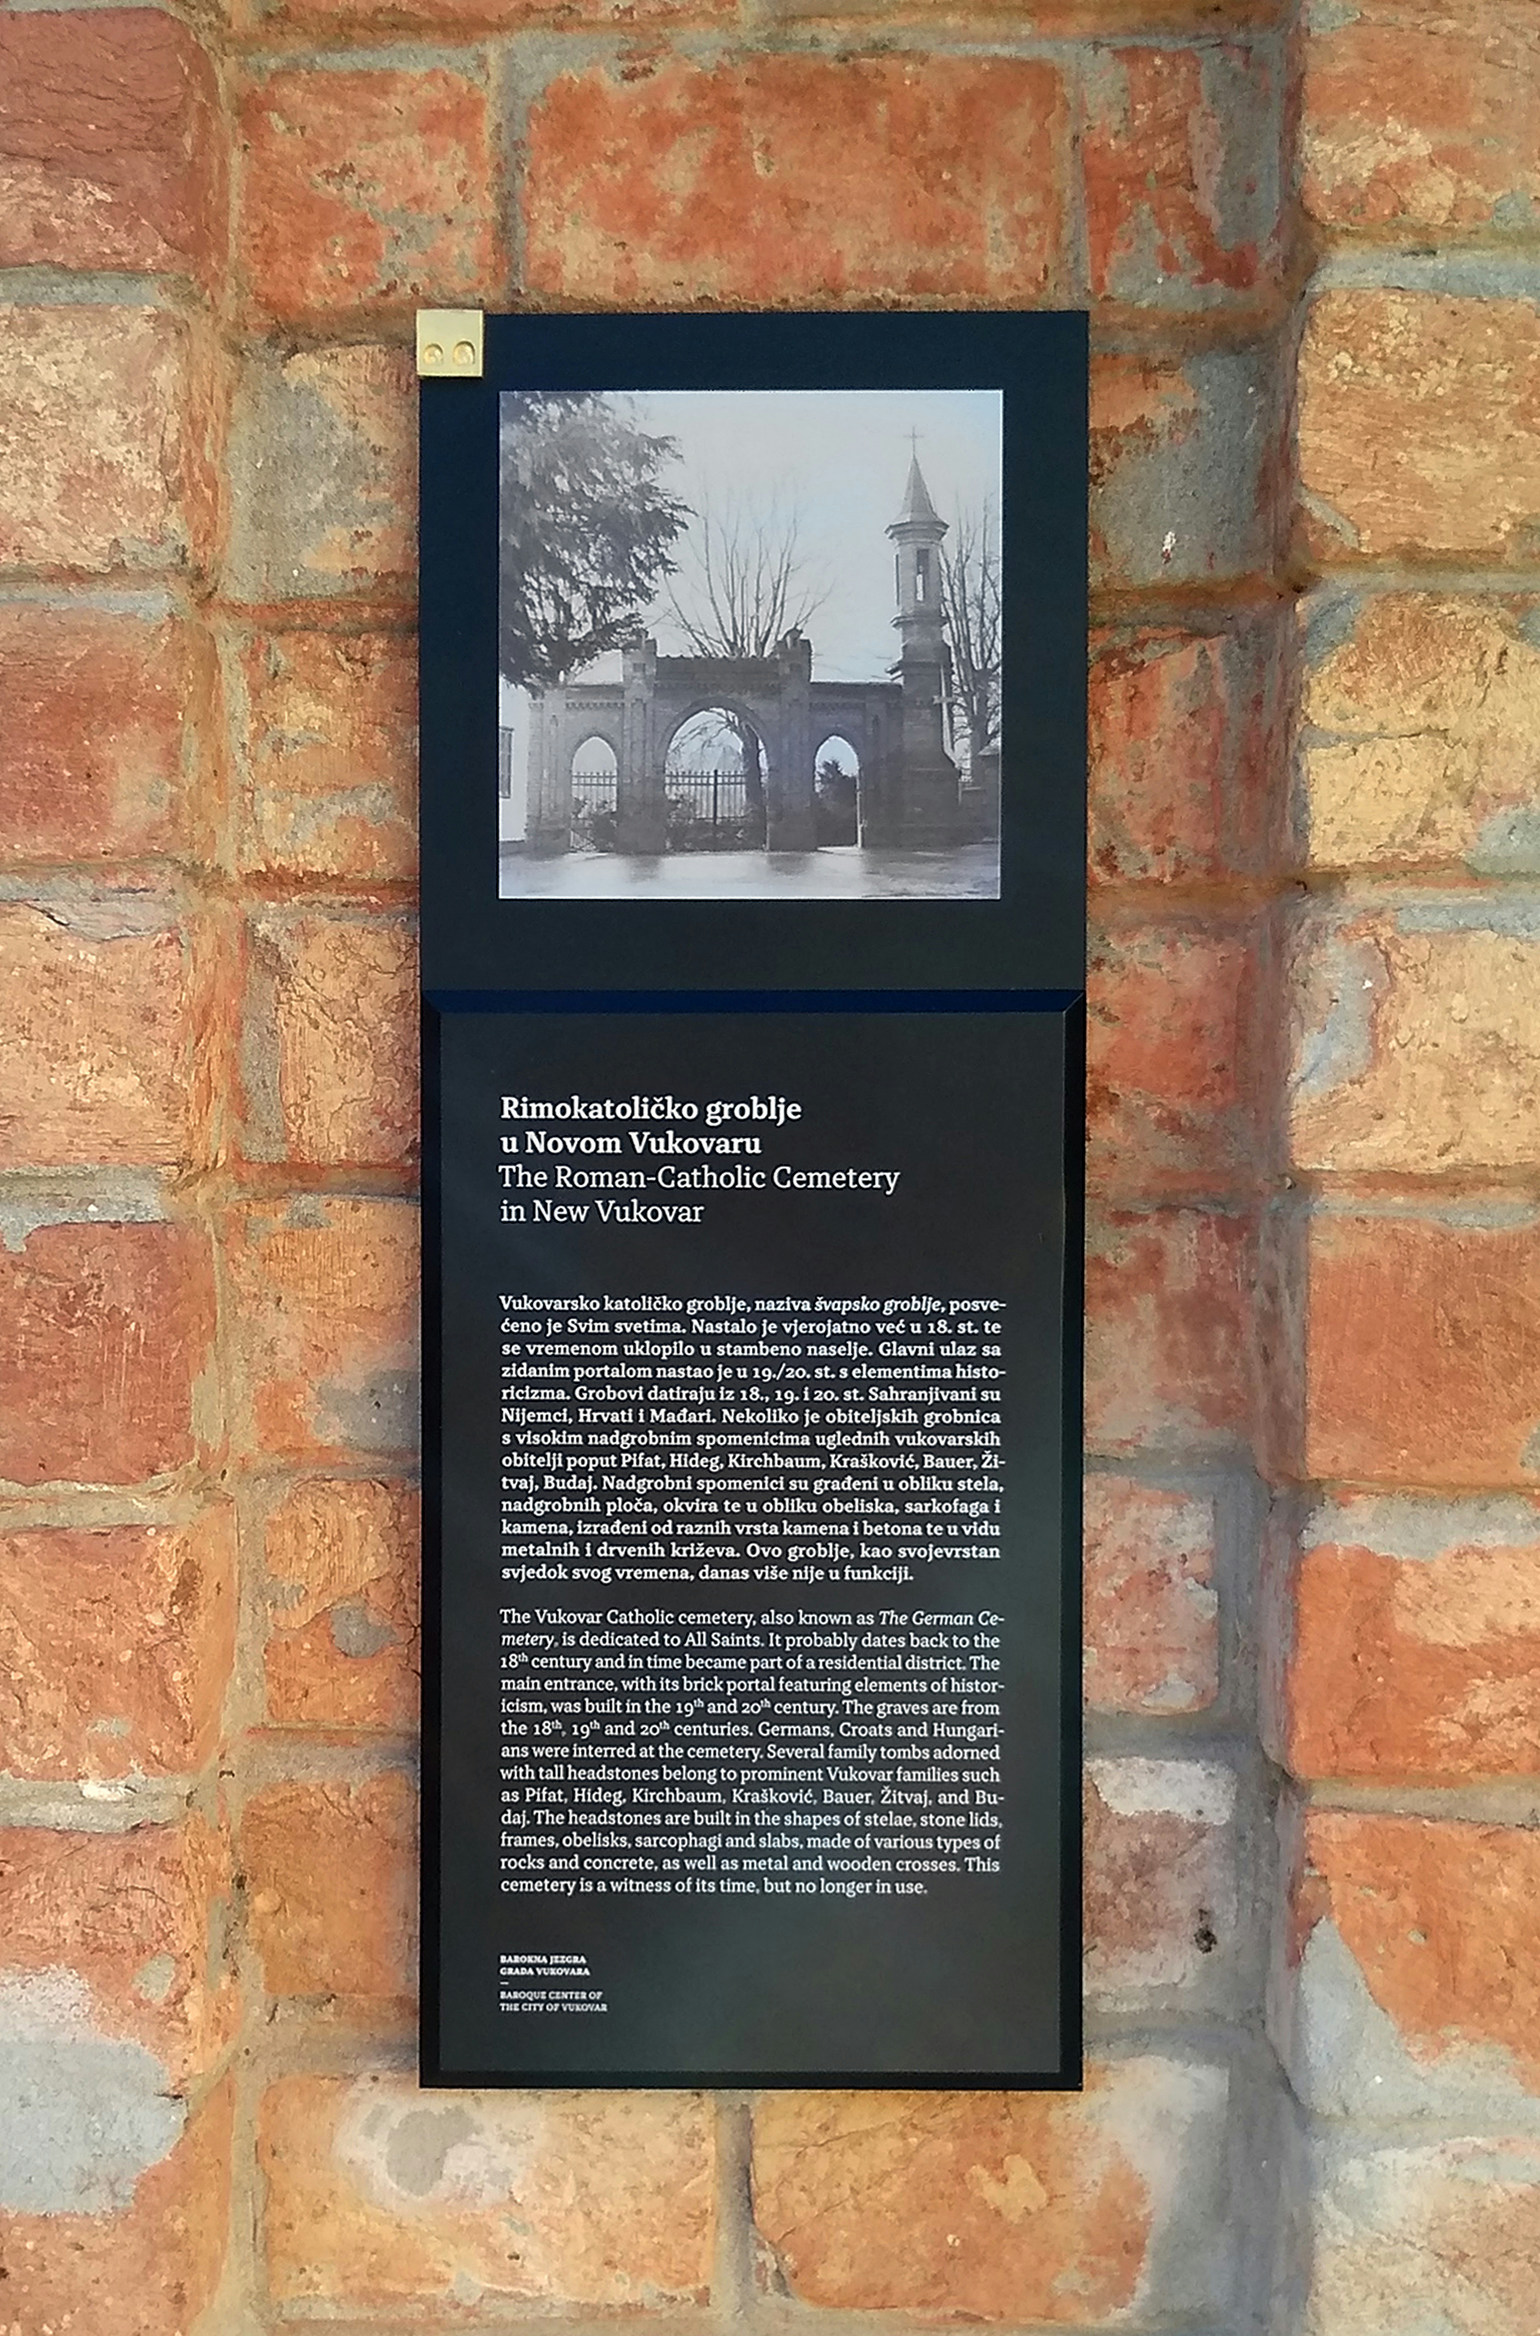 Rimokatoličko groblje
u Novom Vukovaru
The Roman-Catholic Cemetery
in New Vukovar
Vukovarsko katoličko groblje, naziva švapsko groblje, posve-
ćeno je Svim svetima. Nastalo je vjerojatno već u 18. st. te
se vremenom uklopilo u stambeno naselje. Glavni ulaz sa
zidanim portalom nastao je u 19./20. st. s elementima histo-
ricizma. Grobovi datiraju iz 18., 19. i 20. st. Sahranjivani su
Nijemci, Hrvati i Mađari. Nekoliko je obiteljskih grobnica
s visokim nadgrobnim spomenicima uglednih vukovarskih
obitelji poput Pifat, Hideg, Kirchbaum, Krašković, Bauer, Ži-
tvaj, Budaj. Nadgrobni spomenici su građeni u obliku stela,
nadgrobnih ploča, okvira te u obliku obeliska, sarkofaga i
kamena, izrađeni od raznih vrsta kamena i betona te u vidu
metalnih i drvenih križeva. Ovo groblje, kao svojevrstan
svjedok svog vremena, danas više nije u funkciji.
The Vukovar Catholic cemetery, also known as The German Ce-
metery, is dedicated to All Saints. It probably dates back to the
18th century and in time became part of a residential district. The
main entrance, with its brick portal featuring elements of histor-
icism, was built in the 19th and 20th century. The graves are from
the 18th, 19th and 20th centuries. Germans, Croats and Hungari-
ans were interred at the cemetery. Several family tombs adorned
with tall headstones belong to prominent Vukovar families such
as Pifat, Hideg, Kirchbaum, Krašković, Bauer, Žitvaj, and Bu-
daj. The headstones are built in the shapes of stelae, stone lids,
frames, obelisks, sarcophagi and slabs, made of various types of
rocks and concrete, as well as metal and wooden crosses. This
cemetery is a witness of its time, but no longer in use.
BAROKNA JEZGRA
GRADA VUKOVARA
—
BAROQUE CENTER OF
THE CITY OF VUKOVAR